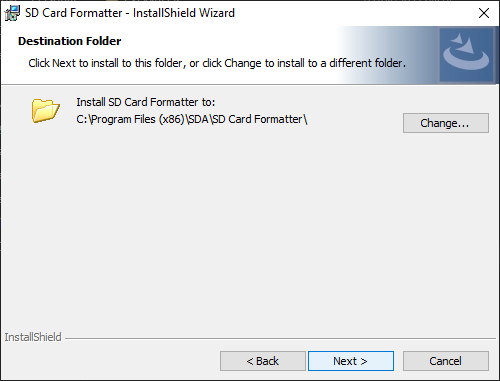 SD Card Formatter - InstallShield Wizard
Destination Folder
Click Next to install to this folder, or click Change to install to a different folder.
Install SD Card Formatter to:
C:\Program Files (x86)\SDA\SD Card Formatter\
Change...
InstallShield
< Back
Next >
Cancel